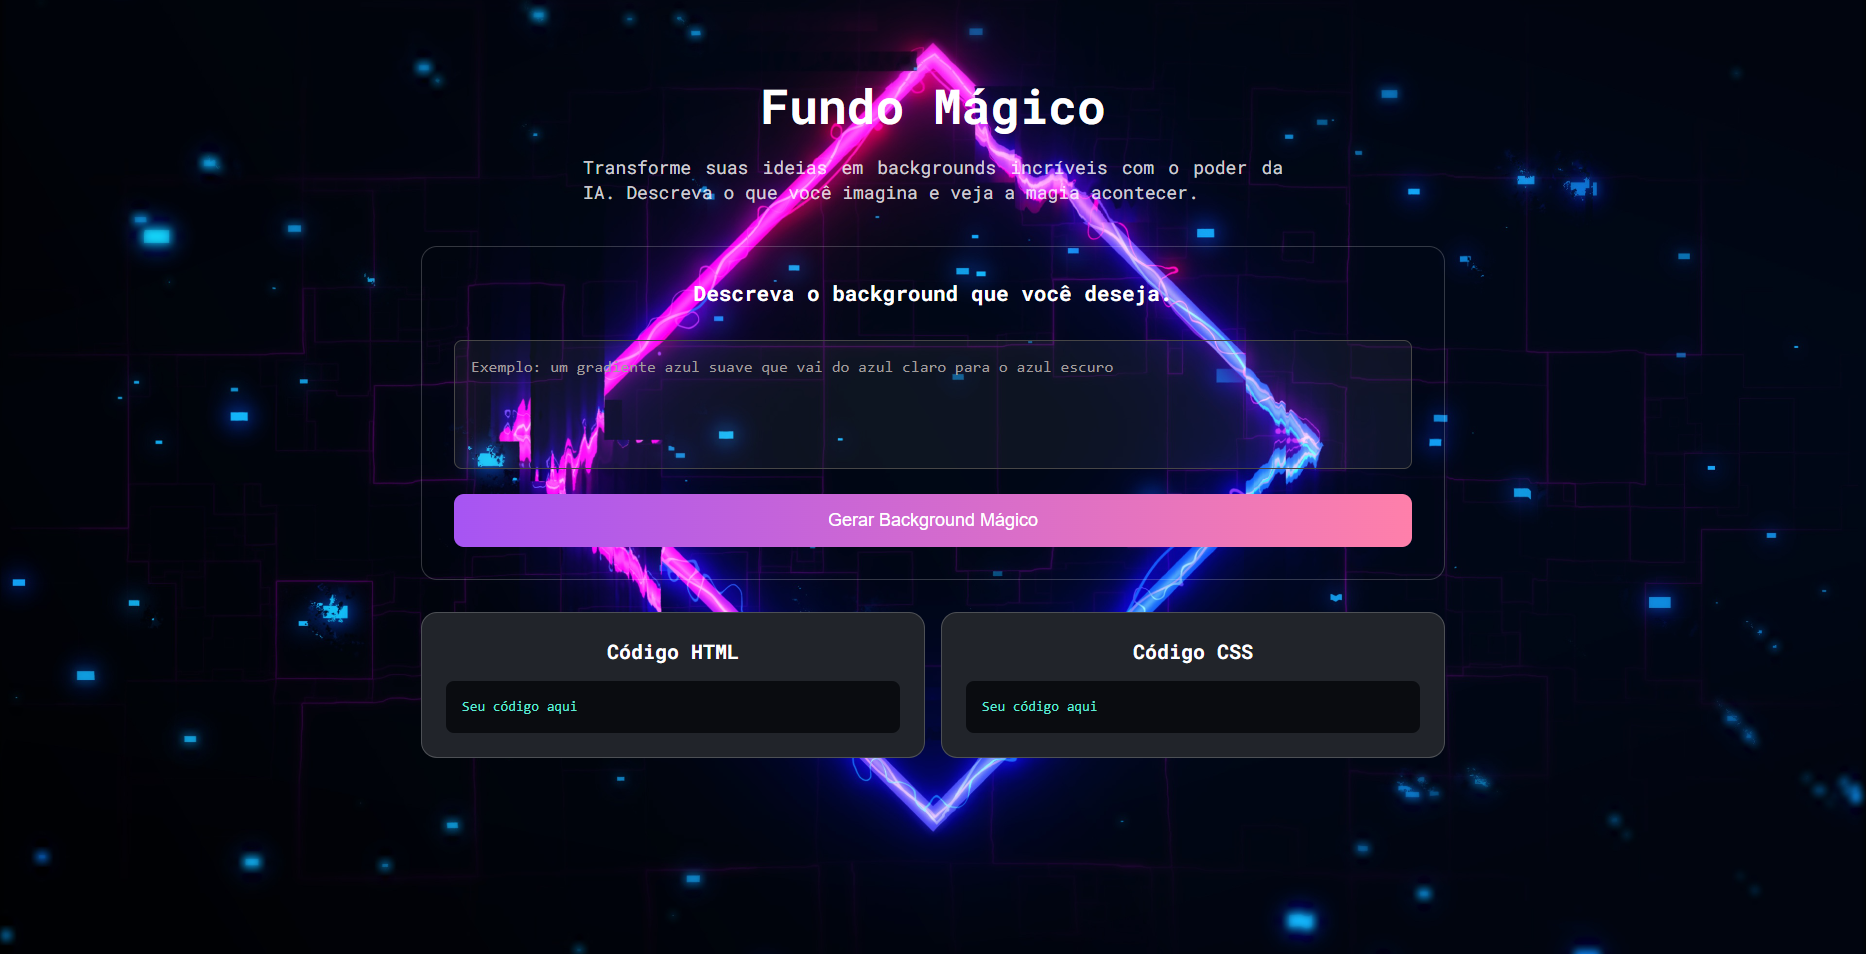 Fundo Mágico
Transforme suas ideias em backgrounds incríveis com o poder da
IA. Descreva o que você imagina e veja a magia acontecer.
Descreva o background que você deseja.
Exemplo: um gradiente azul suave que vai do azul claro para o azul escuro
Gerar Background Mágico
Código HTML
Seu código aqui
Código CSS
Seu código aqui